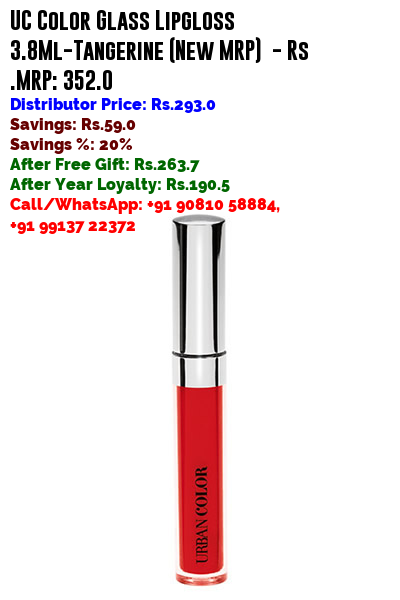 UC Color Glass Lipgloss
3.8Ml-Tangerine (New MRP)  - Rs
.MRP: 352.0
Distributor Price: Rs.293.0
Savings: Rs.59.0
Savings %: 20%
After Free Gift: Rs.263.7
After Year Loyalty: Rs.190.5
Call/WhatsApp: +91 90810 58884,
+91 99137 22372
URBAN COLOR